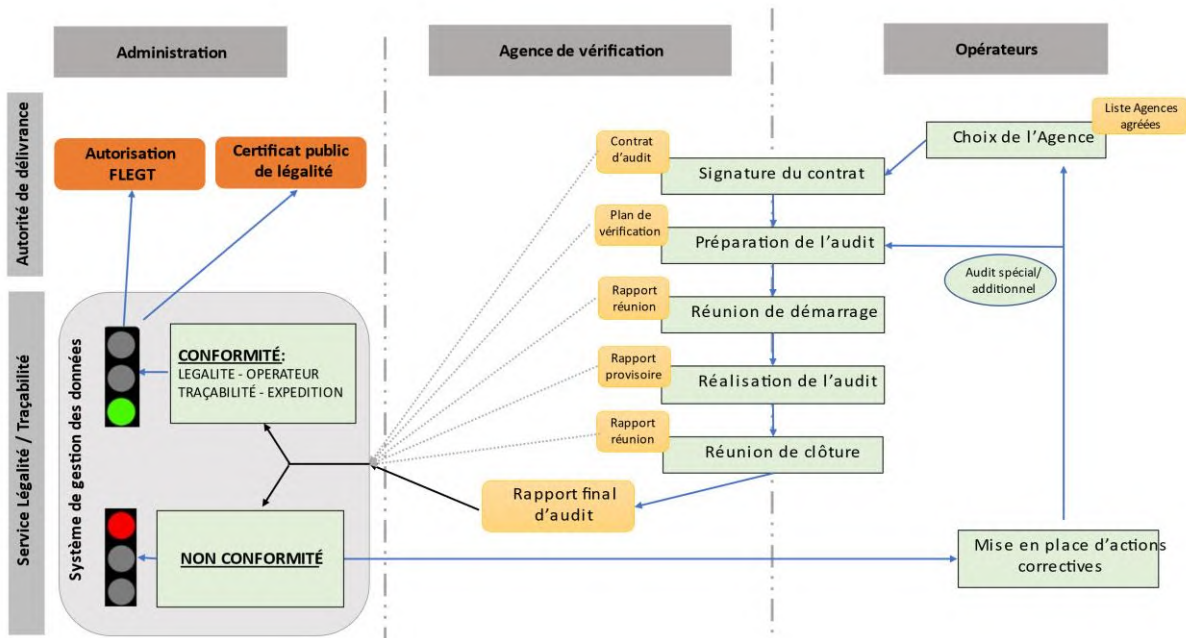 Administration
Agence de vérification
Opérateurs
Autorité de délivrance
Service Légalité / Traçabilité
Autorisation
FLEGT
Certificat public
de légalité
Système de gestion des données
CONFORMITÉ:
LEGALITE - OPERATEUR
TRAÇABILITÉ - EXPEDITION
NON CONFORMITÉ
Contrat
d'audit
Signature du contrat
Plan de
vérification
Préparation de l'audit
Rapport
réunion
Réunion de démarrage
Rapport
provisoire
Réalisation de l'audit
Rapport
réunion
Réunion de clôture
Rapport final
d'audit
Liste Agences
agréées
Choix de l'Agence
Audit spécial/
additionnel
Mise en place d'actions
correctives